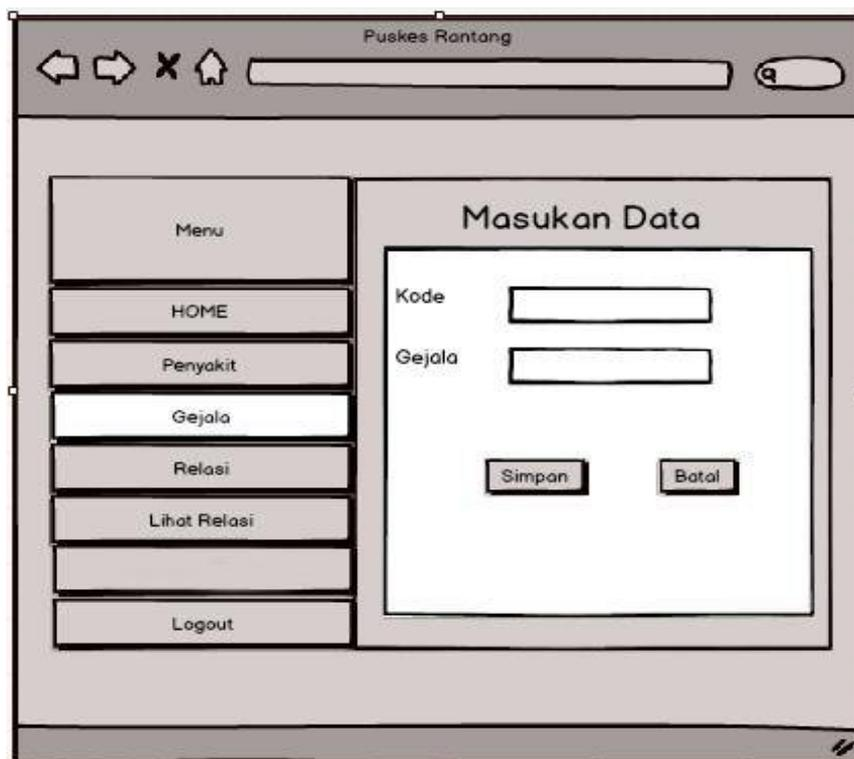 Puskes Rantang
Menu
HOME
Penyakit
Gejala
Relasi
Lihat Relasi
Logout
Masukan Data
Kode
Gejala
Simpan
Batal